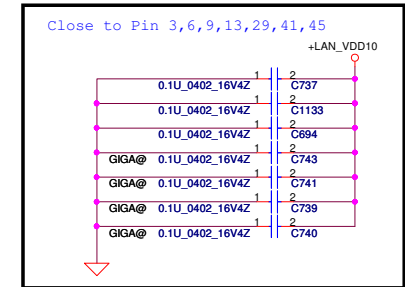 Close to Pin 3,6,9,13,29,41,45
+LAN_VDD10
1 2
0.1U_0402_16V4Z C737
1 2
0.1U_0402_16V4Z C1133
1 2
0.1U_0402_16V4Z C694
1 2
GIGA@ 0.1U_0402_16V4Z C743
1 2
GIGA@ 0.1U_0402_16V4Z C741
1 2
GIGA@ 0.1U_0402_16V4Z C739
1 2
GIGA@ 0.1U_0402_16V4Z C740